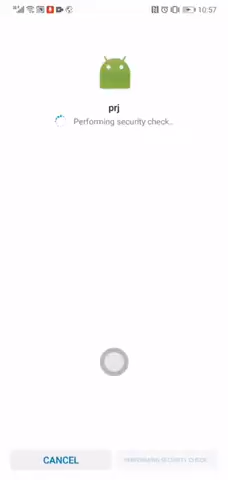 10:57
prj
Performing security check..
CANCEL
PERFORMING SECURITY CHECK..